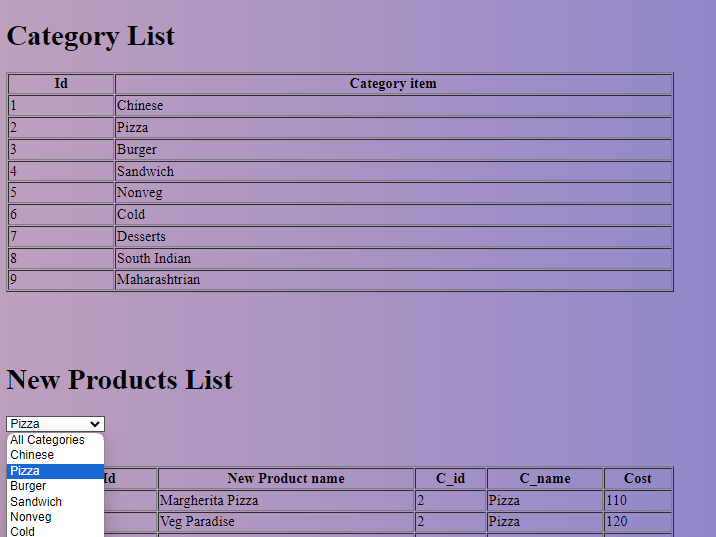 Category List
Id Category item
1 Chinese
2 Pizza
3 Burger
4 Sandwich
5 Nonveg
6 Cold
7 Desserts
8 South Indian
9 Maharashtrian
New Products List
Pizza
All Categories
Chinese
Pizza
Burger
Sandwich
Nonveg
Cold
Id New Product name C_id C_name Cost
Margherita Pizza 2 Pizza 110
Veg Paradise 2 Pizza 120